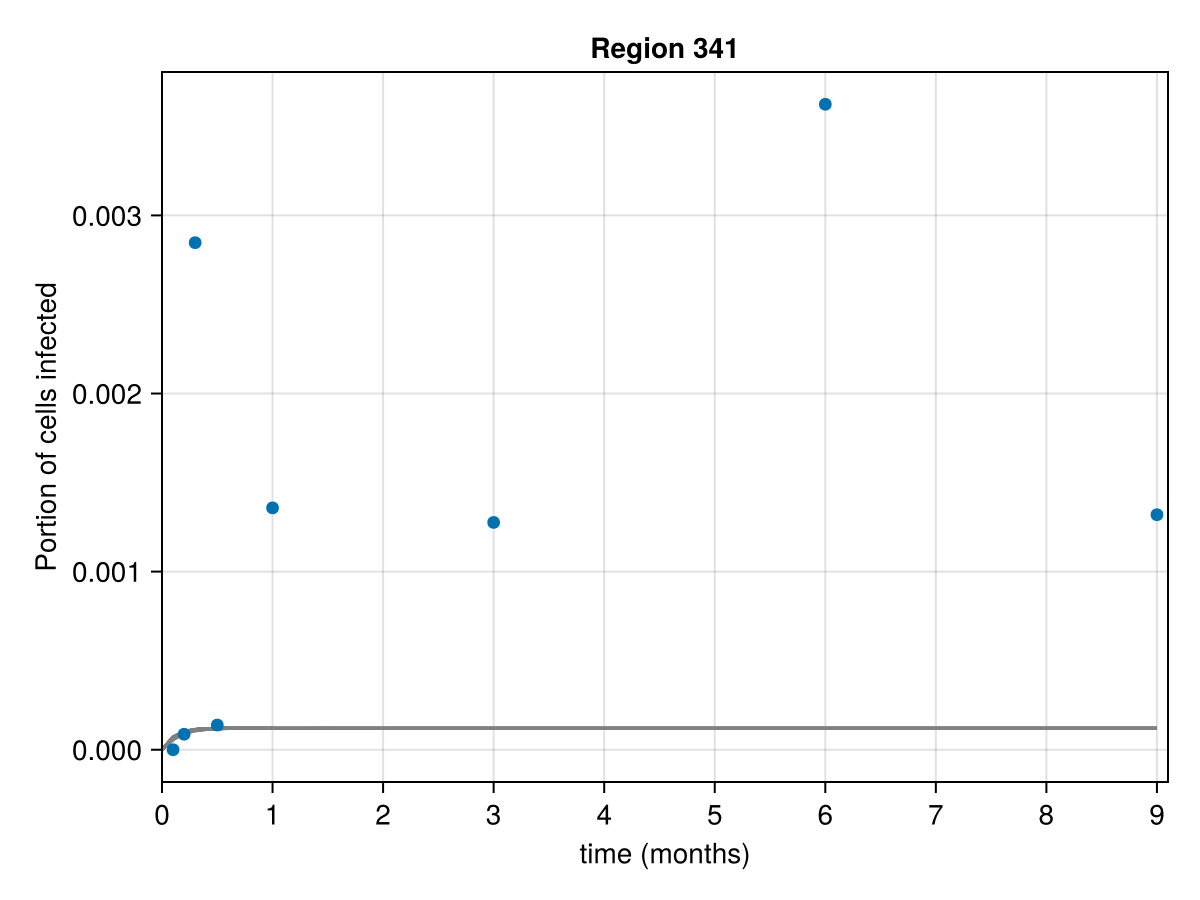 Region 341
Portion of cells infected
0.003
0.002
0.001
0.000
0 1 2 3 4 5 6 7 8 9
time (months)